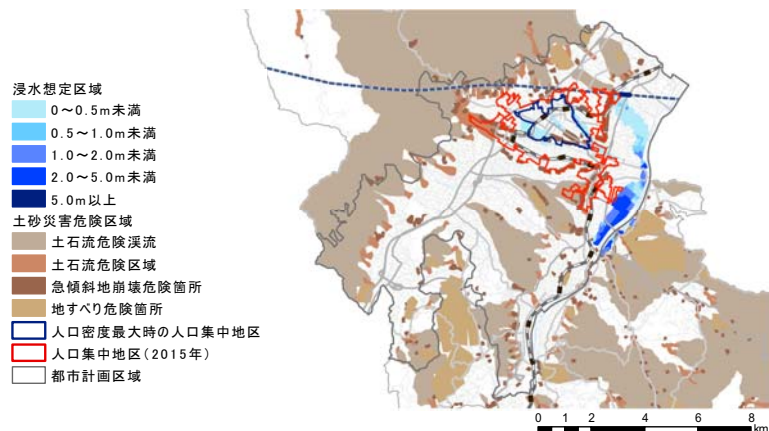 浸水想定区域
0～0.5m未満
0.5～1.0m未満
1.0～2.0m未満
2.0～5.0m未満
5.0m以上
土砂災害危険区域
土石流危険渓流
土石流危険区域
急傾斜地崩壊危険箇所
地すべり危険箇所
人口密度最大時の人口集中地区
人口集中地区(2015年)
都市計画区域
0 1 2 4 6 8
km